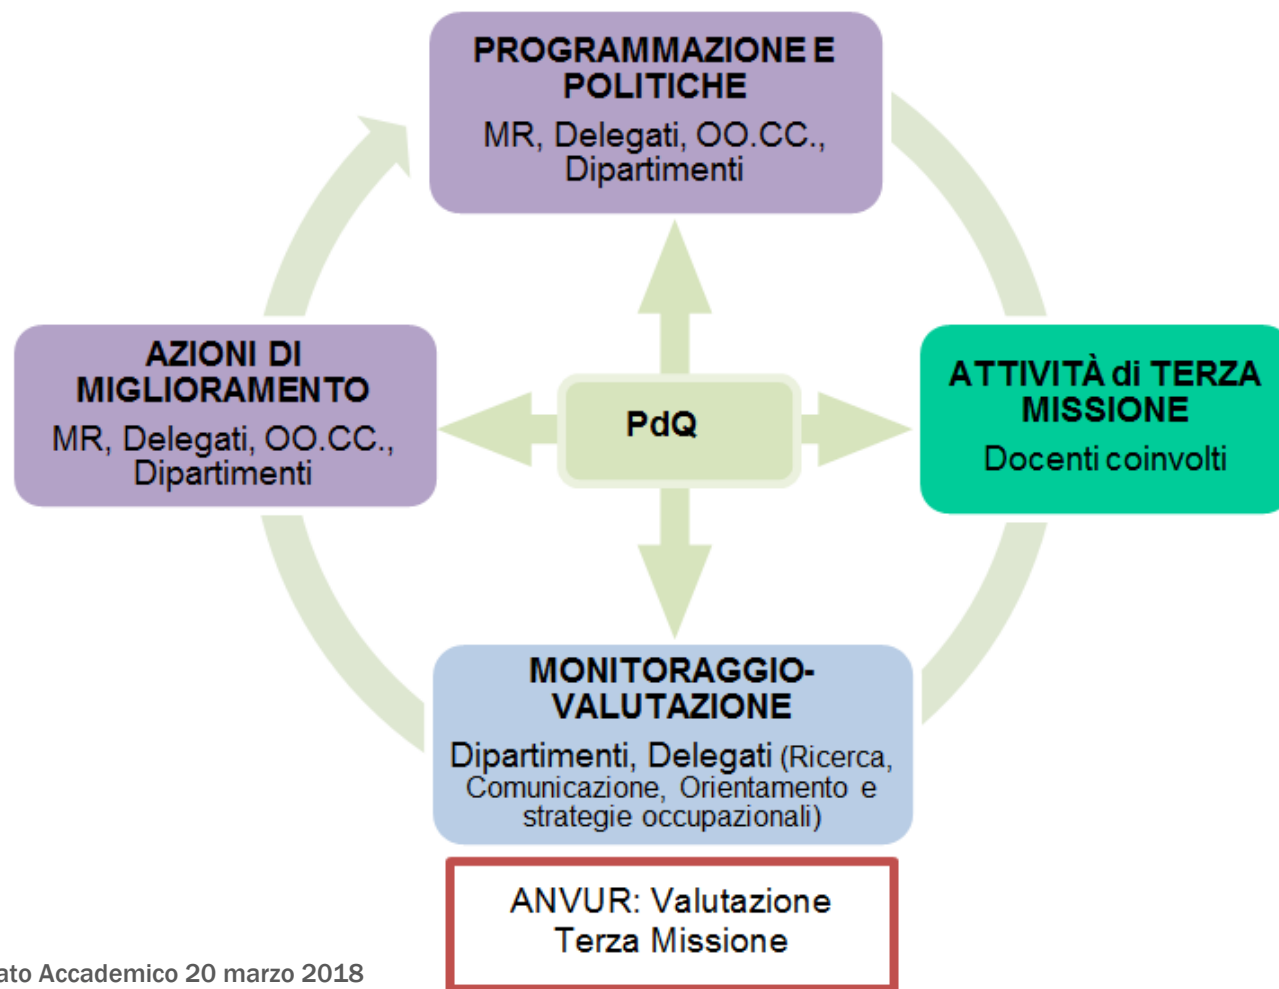 PROGRAMMAZIONE E
POLITICHE
MR, Delegati, OO.CC.,
Dipartimenti
AZIONI DI
MIGLIORAMENTO
MR, Delegati, OO.CC.,
Dipartimenti
PdQ
ATTIVITÀ di TERZA
MISSIONE
Docenti coinvolti
MONITORAGGIO-
VALUTAZIONE
Dipartimenti, Delegati (Ricerca,
Comunicazione, Orientamento e
strategie occupazionali)
ANVUR: Valutazione
Terza Missione
ato Accademico 20 marzo 2018